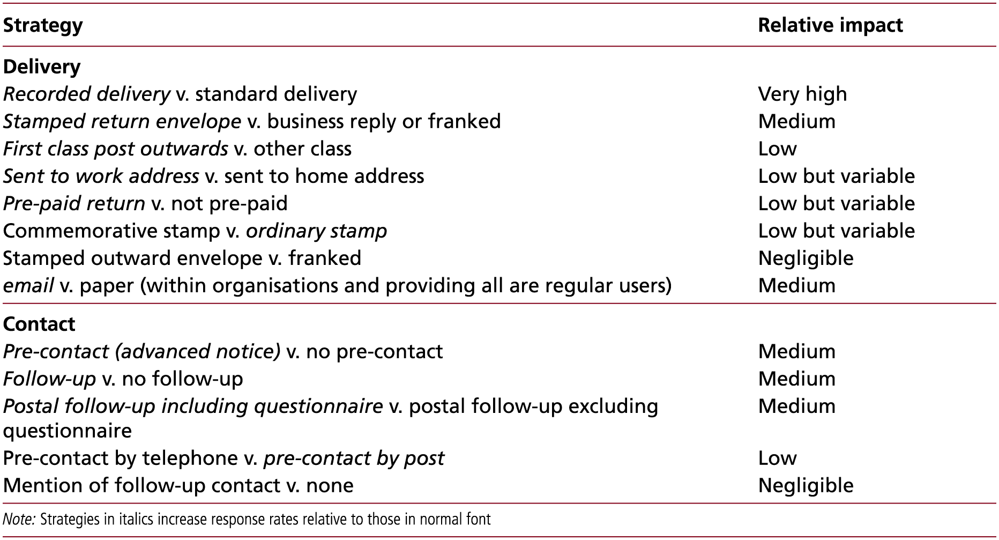 Strategy Relative impact
Delivery
Recorded delivery v. standard delivery Very high
Stamped return envelope v. business reply or franked Medium
First class post outwards v. other class Low
Sent to work address v. sent to home address Low but variable
Pre-paid return v. not pre-paid Low but variable
Commemorative stamp v. ordinary stamp Low but variable
Stamped outward envelope v. franked Negligible
email v. paper (within organisations and providing all are regular users) Medium
Contact
Pre-contact (advanced notice) v. no pre-contact Medium
Follow-up v. no follow-up Medium
Postal follow-up including questionnaire v. postal follow-up excluding Medium
questionnaire
Pre-contact by telephone v. pre-contact by post Low
Mention of follow-up contact v. none Negligible
Note: Strategies in italics increase response rates relative to those in normal font